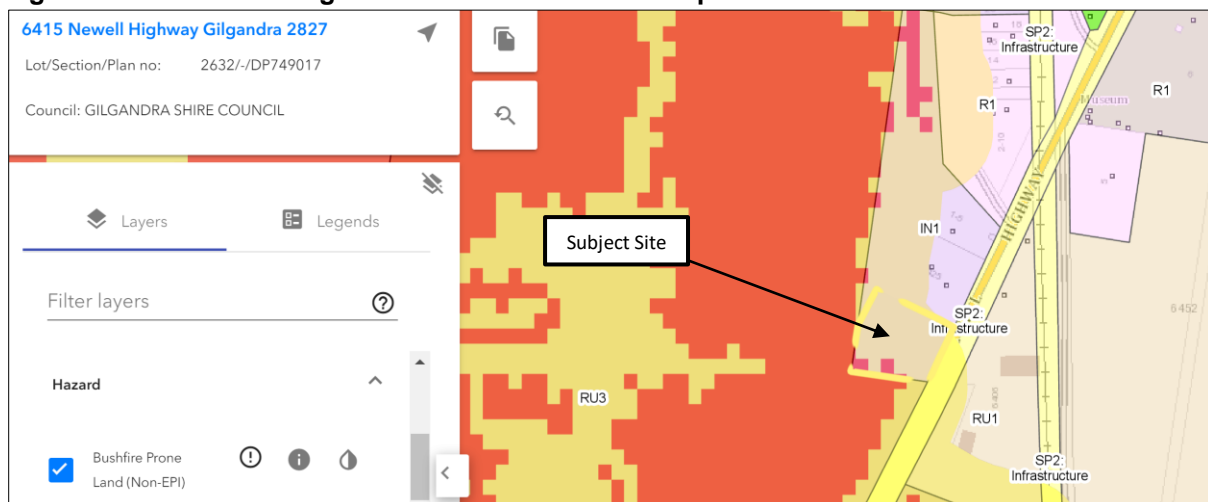 6415 Newell Highway Gilgandra 2827
Lot/Section/Plan no: 2632/-/DP749017
Council: GILGANDRA SHIRE COUNCIL
Layers
Legends
Filter layers
Hazard
Bushfire Prone
Land (Non-EPI)
Subject Site
SP2:
Infrastructure
R1
Museum
R1
HIGHWAY
IN1
SP2:
Infrastructure
6452
RU3
RU1
SP2:
Infrastructure